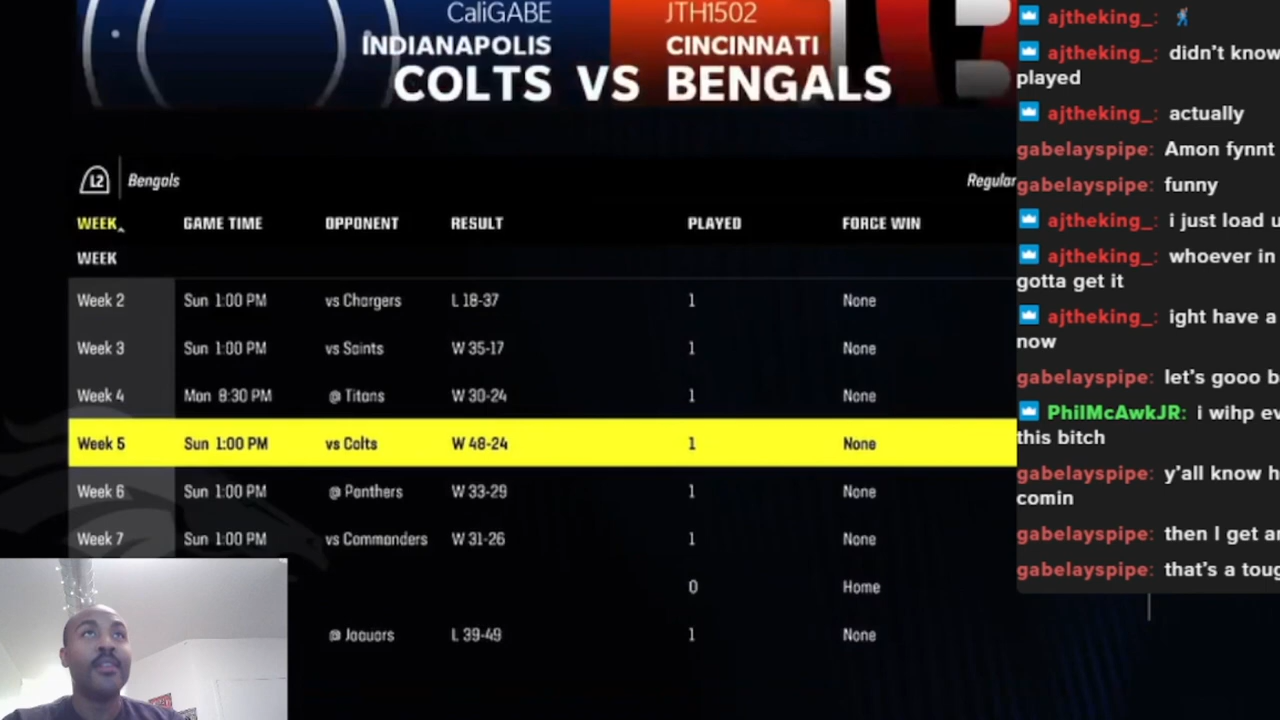 CaliGABE
JTH1502
INDIANAPOLIS
CINCINNATI
COLTS VS BENGALS
L2 Bengals
Regular
WEEK GAME TIME OPPONENT RESULT PLAYED FORCE WIN
WEEK
Week 2 Sun 1:00 PM vs Chargers L 18-37 1 None
Week 3 Sun 1:00 PM vs Saints W 35-17 1 None
Week 4 Mon 8:30 PM @ Titans W 30-24 1 None
Week 5 Sun 1:00 PM vs Colts W 48-24 1 None
Week 6 Sun 1:00 PM @ Panthers W 33-29 1 None
Week 7 Sun 1:00 PM vs Commanders W 31-26 1 None
0 Home
@ Jaguars L 39-49 1 None
ajtheking_:
ajtheking_: didn't know
played
ajtheking_: actually
gabelayspipe: Amon fynnt
gabelayspipe: funny
ajtheking_: i just load u
ajtheking_: whoever in
gotta get it
ajtheking_: ight have a
now
gabelayspipe: let's gooo b
PhilMcAwkJR: i wihp ev
this bitch
gabelayspipe: y'all know h
comin
gabelayspipe: then I get an
gabelayspipe: that's a toug